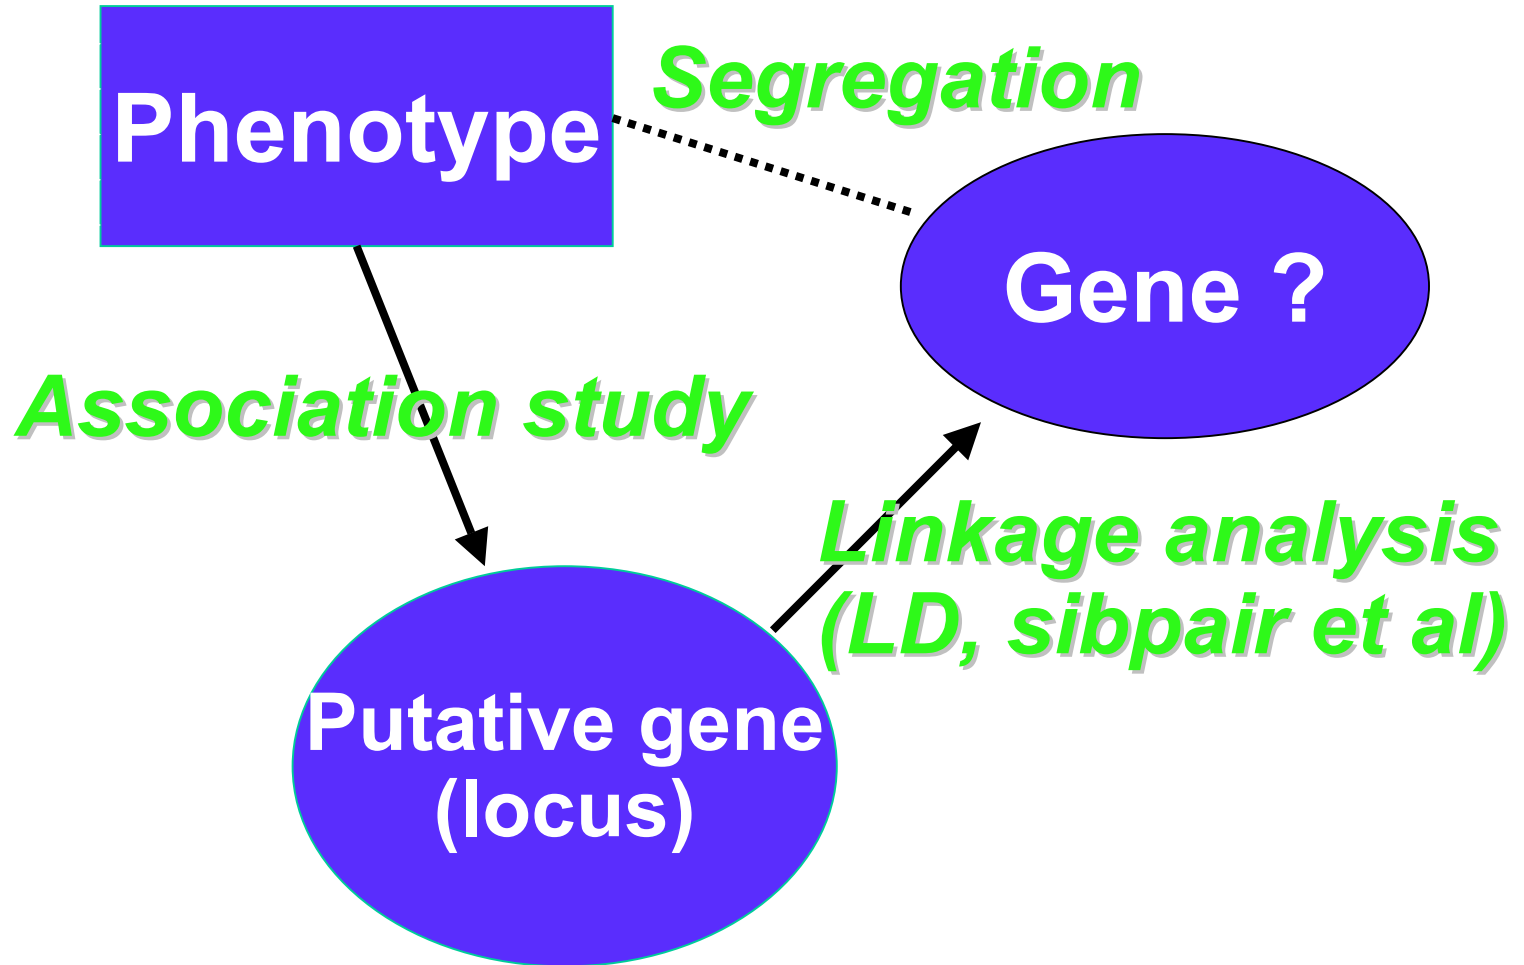 Phenotype
Segregation
Gene ?
Association study
Linkage analysis
(LD, sibpair et al)
Putative gene
(locus)